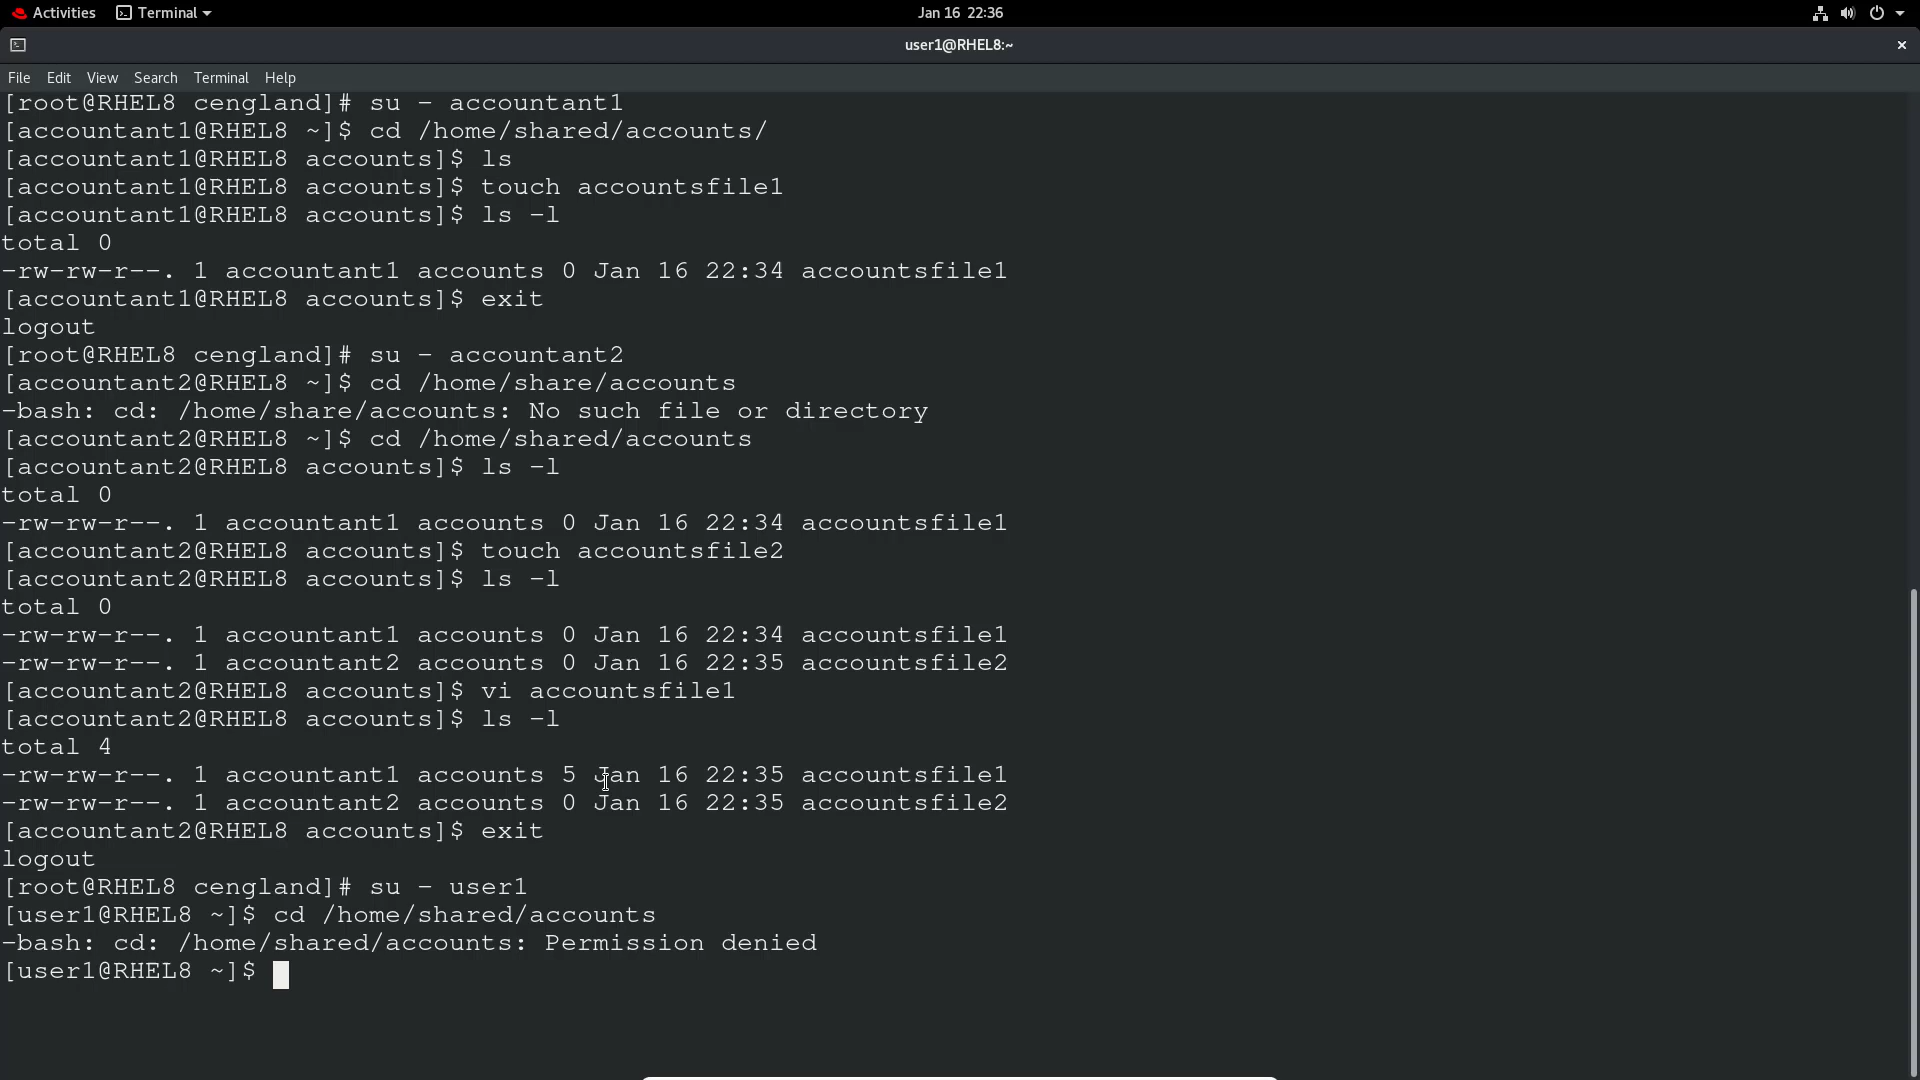 Activities Terminal Jan 16 22:36
user1@RHEL8:~
File Edit View Search Terminal Help
[root@RHEL8 cengland]# su - accountant1
[accountant1@RHEL8 ~]$ cd /home/shared/accounts/
[accountant1@RHEL8 accounts]$ ls
[accountant1@RHEL8 accounts]$ touch accountsfile1
[accountant1@RHEL8 accounts]$ ls -l
total 0
-rw-rw-r--. 1 accountant1 accounts 0 Jan 16 22:34 accountsfile1
[accountant1@RHEL8 accounts]$ exit
logout
[root@RHEL8 cengland]# su - accountant2
[accountant2@RHEL8 ~]$ cd /home/share/accounts
-bash: cd: /home/share/accounts: No such file or directory
[accountant2@RHEL8 ~]$ cd /home/shared/accounts
[accountant2@RHEL8 accounts]$ ls -l
total 0
-rw-rw-r--. 1 accountant1 accounts 0 Jan 16 22:34 accountsfile1
[accountant2@RHEL8 accounts]$ touch accountsfile2
[accountant2@RHEL8 accounts]$ ls -l
total 0
-rw-rw-r--. 1 accountant1 accounts 0 Jan 16 22:34 accountsfile1
-rw-rw-r--. 1 accountant2 accounts 0 Jan 16 22:35 accountsfile2
[accountant2@RHEL8 accounts]$ vi accountsfile1
[accountant2@RHEL8 accounts]$ ls -l
total 4
-rw-rw-r--. 1 accountant1 accounts 5 Jan 16 22:35 accountsfile1
-rw-rw-r--. 1 accountant2 accounts 0 Jan 16 22:35 accountsfile2
[accountant2@RHEL8 accounts]$ exit
logout
[root@RHEL8 cengland]# su - user1
[user1@RHEL8 ~]$ cd /home/shared/accounts
-bash: cd: /home/shared/accounts: Permission denied
[user1@RHEL8 ~]$